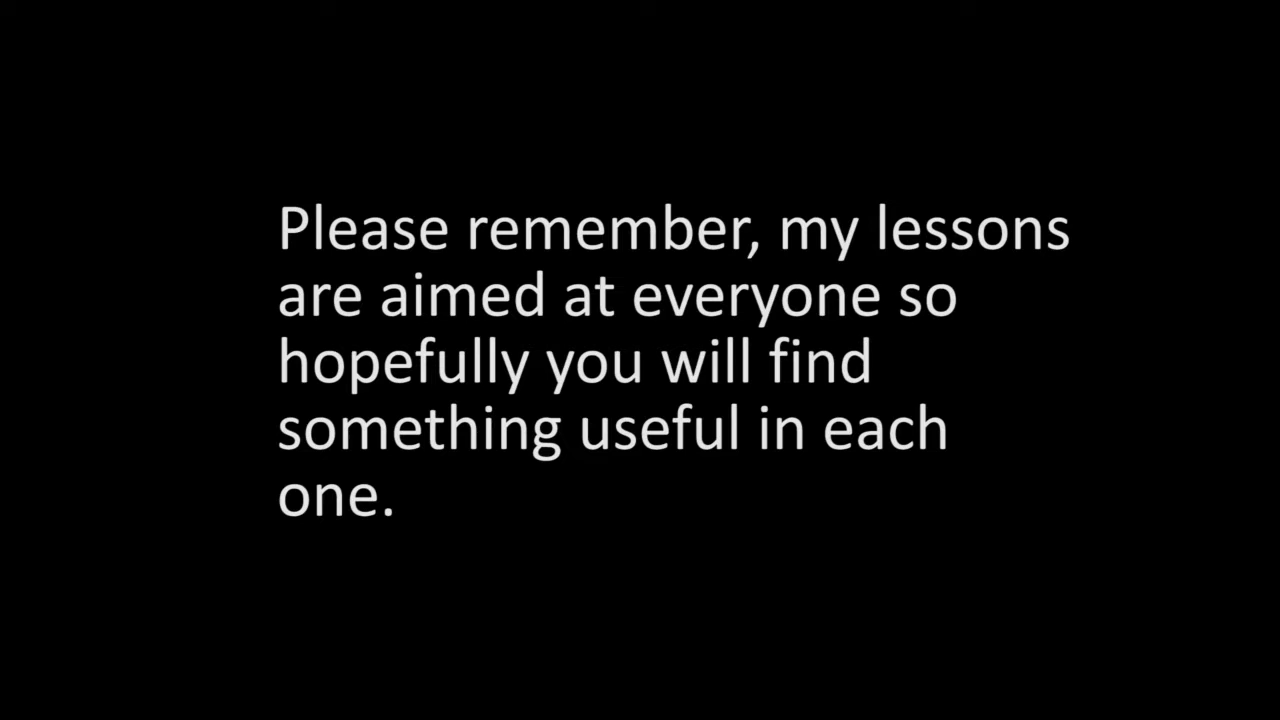 Please remember, my lessons
are aimed at everyone so
hopefully you will find
something useful in each
one.